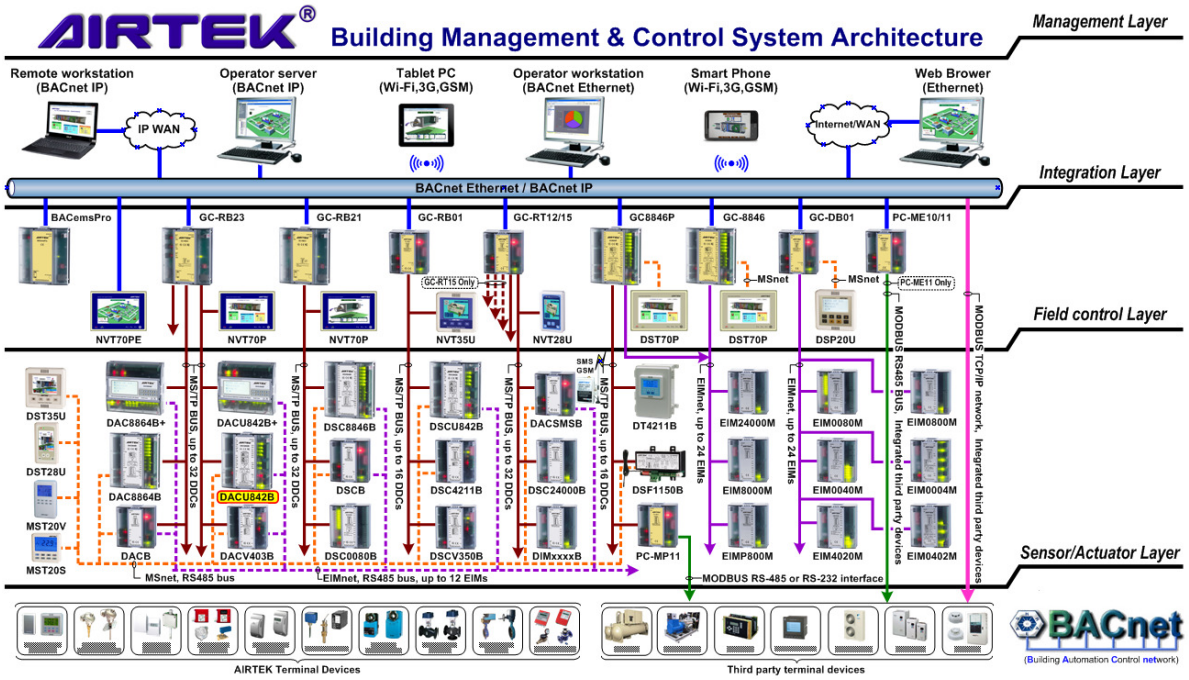 AIRTEK®
Building Management & Control System Architecture
Management Layer
Remote workstation
(BACnet IP)
Operator server
(BACnet IP)
Tablet PC
(Wi-Fi,3G,GSM)
Operator workstation
(BACnet Ethernet)
Smart Phone
(Wi-Fi,3G,GSM)
Web Brower
(Ethernet)
IP WAN
Internet/WAN
Integration Layer
BACnet Ethernet / BACnet IP
BACemsPro
GC-RB23
GC-RB21
GC-RB01
GC-RT12/15
GC8846P
GC-8846
GC-DB01
PC-ME10/11
GC-RT15 Only
MSnet
MSnet
PC-ME11 Only
Field control Layer
NVT70PE
NVT70P
NVT70P
NVT35U
NVT28U
DST70P
DST70P
DSP20U
MS/TP BUS, up to 32 DDCs
MS/TP BUS, up to 32 DDCs
MS/TP BUS, up to 16 DDCs
MS/TP BUS, up to 32 DDCs
MS/TP BUS, up to 16 DDCs
EIMnet, up to 24 EIMs
EIMnet, up to 24 EIMs
MODBUS RS485 BUS, Integrated third party devices
MODBUS TCP/IP network, Integrated third party devices
SMS
GSM
DST35U
DAC8864B+
DACU842B+
DSC8846B
DSCU842B
DACSMSB
DT4211B
EIM24000M
EIM0080M
EIM0800M
DST28U
DAC8864B
DACU842B
DSCB
DSC4211B
DSC24000B
DSF1150B
EIM8000M
EIM0040M
EIM0004M
MST20V
MST20S
DACB
DACV403B
DSC0080B
DSCV350B
DIMxxxxB
PC-MP11
EIMP800M
EIM4020M
EIM0402M
Sensor/Actuator Layer
MSnet, RS485 bus
EIMnet, RS485 bus, up to 12 EIMs
MODBUS RS-485 or RS-232 interface
AIRTEK Terminal Devices
Third party terminal devices
BACnet
(Building Automation Control network)